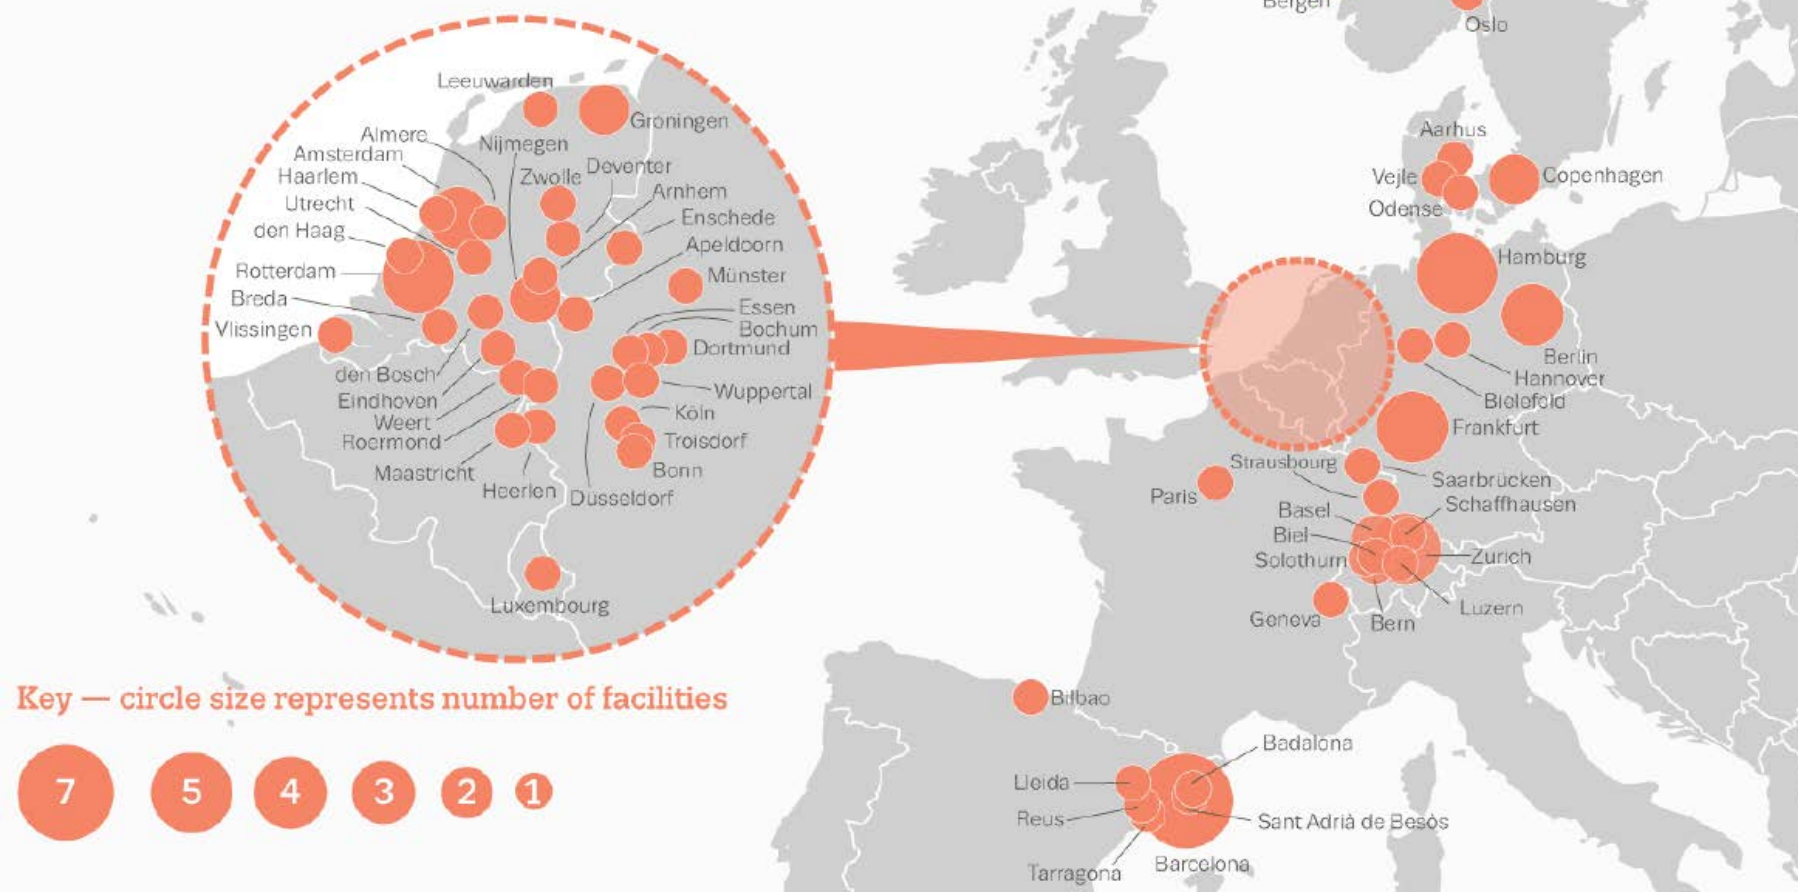 Bergen
Oslo
Leeuwarden
Groningen
Almere
Nijmegen
Amsterdam
Deventer
Haarlem
Zwolle
Arnhem
Utrecht
Enschede
den Haag
Apeldoorn
Rotterdam
Münster
Breda
Essen
Vlissingen
Bochum
Dortmund
den Bosch
Wuppertal
Eindhoven
Köln
Weert
Roermond
Troisdorf
Maastricht
Bonn
Heerlen
Dusseldorf
Luxembourg
Aarhus
Vejle
Copenhagen
Odense
Hamburg
Berlin
Hannover
Bielefeld
Frankfurt
Strausbourg
Saarbrücken
Paris
Schaffhausen
Basel
Biel
Solothurn
Zurich
Luzern
Geneva
Bern
Bilbao
Badalona
Lleida
Reus
Sant Adrià de Besòs
Tarragona
Barcelona
Key — circle size represents number of facilities
7 5 4 3 2 1